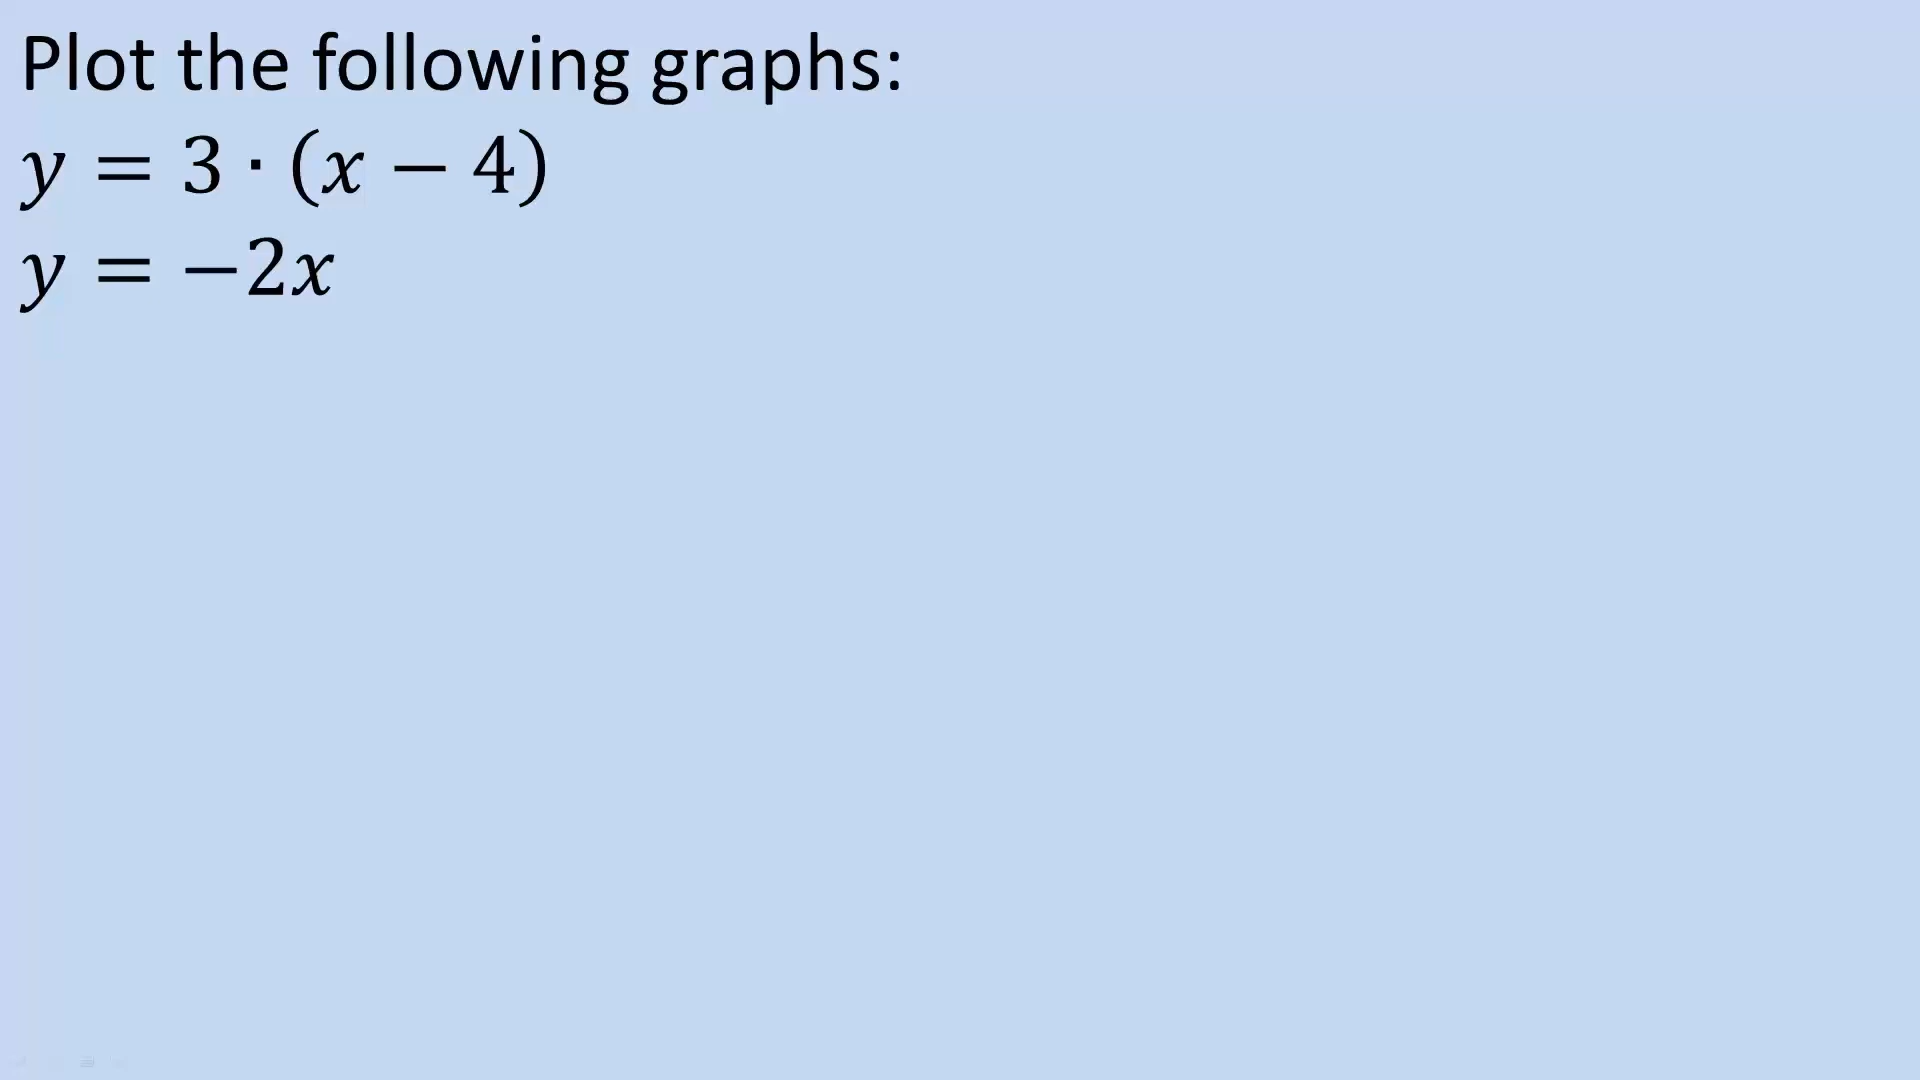 Plot the following graphs:
y = 3 · (x − 4)
y = −2x